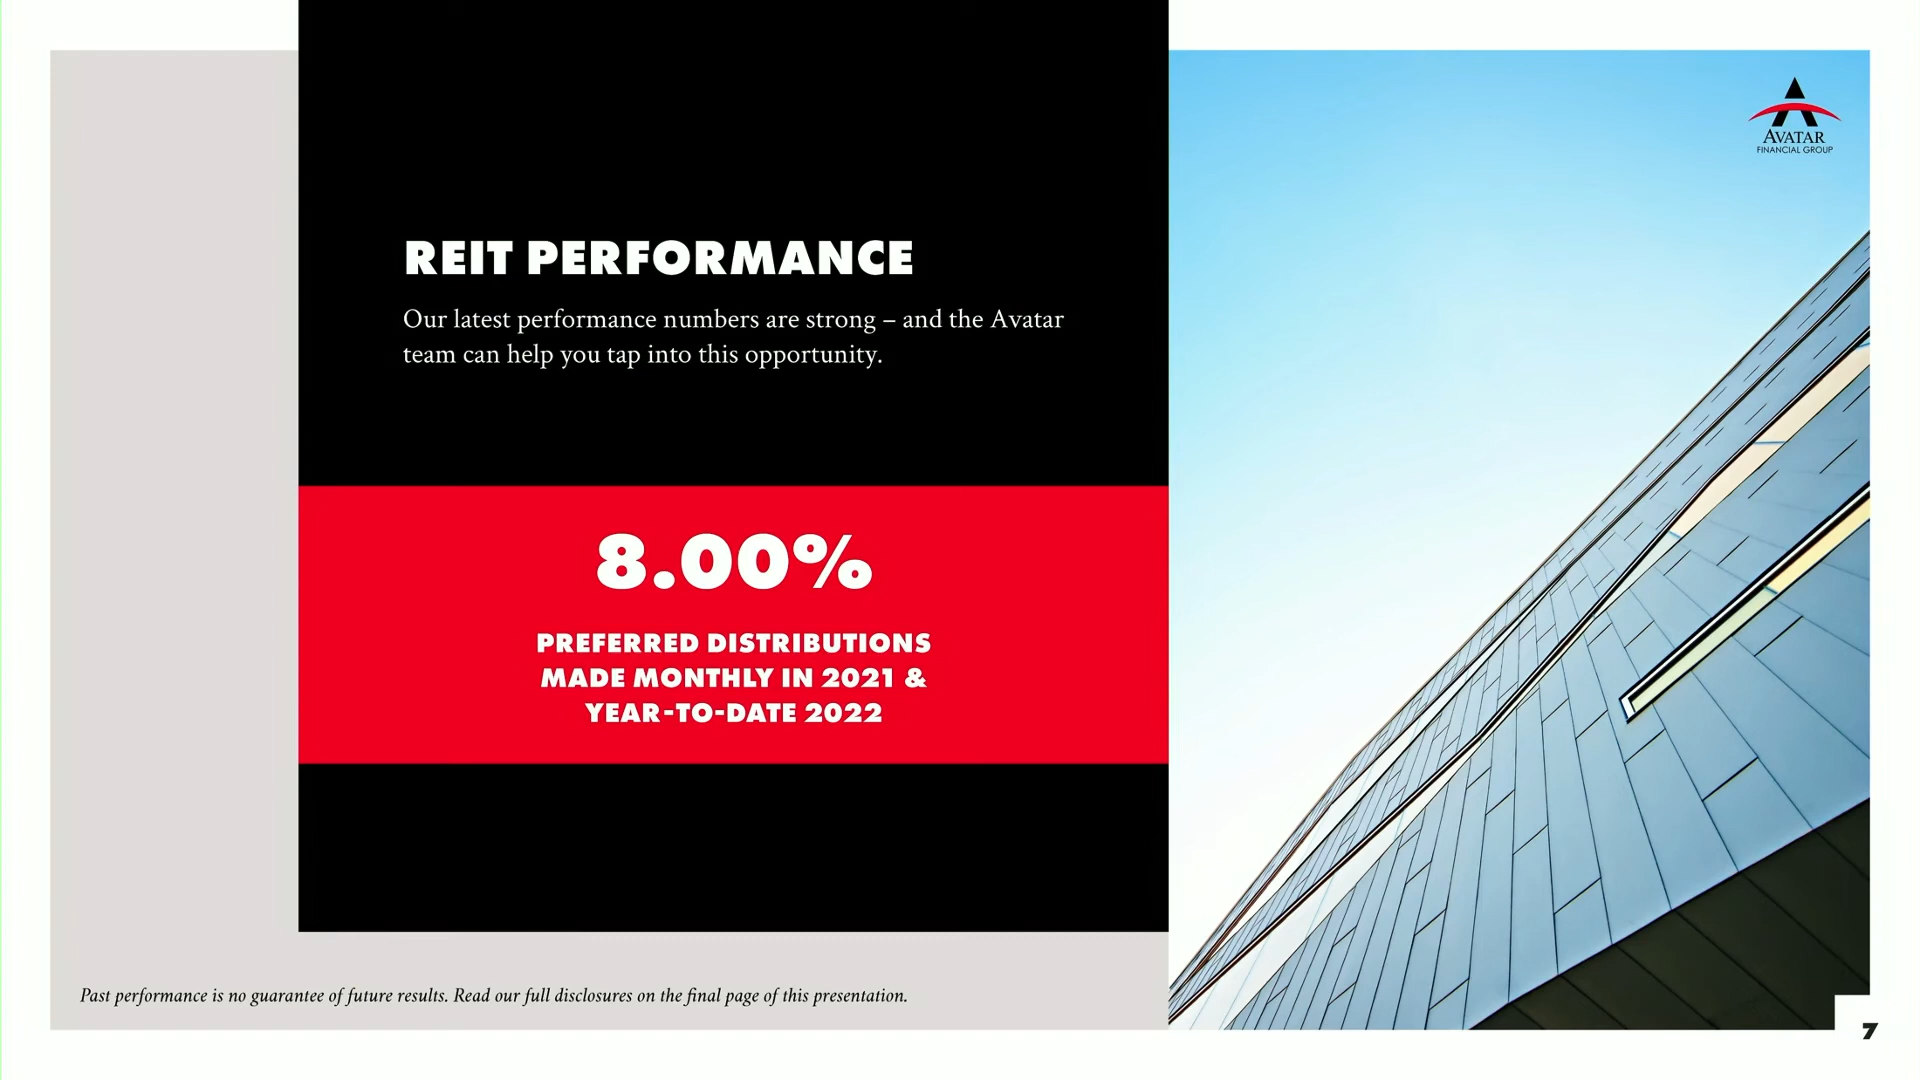 AVATAR
FINANCIAL GROUP
REIT PERFORMANCE
Our latest performance numbers are strong – and the Avatar
team can help you tap into this opportunity.
8.00%
PREFERRED DISTRIBUTIONS
MADE MONTHLY IN 2021 &
YEAR-TO-DATE 2022
Past performance is no guarantee of future results. Read our full disclosures on the final page of this presentation.
7